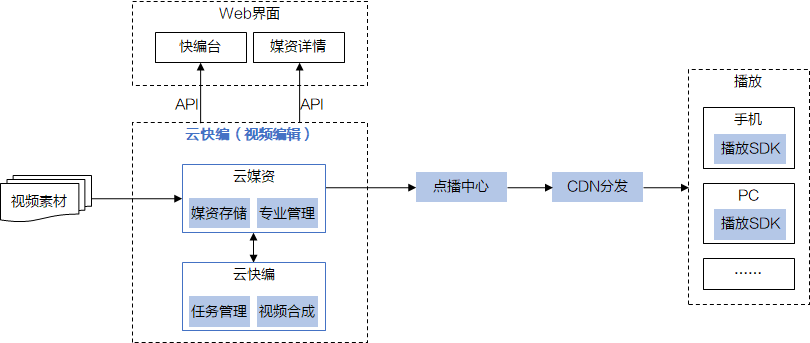 Web界面
快编台
媒资详情
API
API
云快编（视频编辑）
视频素材
云媒资
媒资存储
专业管理
云快编
任务管理
视频合成
点播中心
CDN分发
播放
手机
播放SDK
PC
播放SDK
……